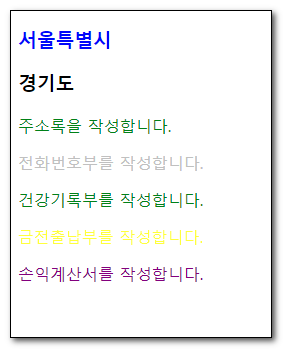 서울특별시
경기도
주소록을 작성합니다.
전화번호부를 작성합니다.
건강기록부를 작성합니다.
금전출납부를 작성합니다.
손익계산서를 작성합니다.